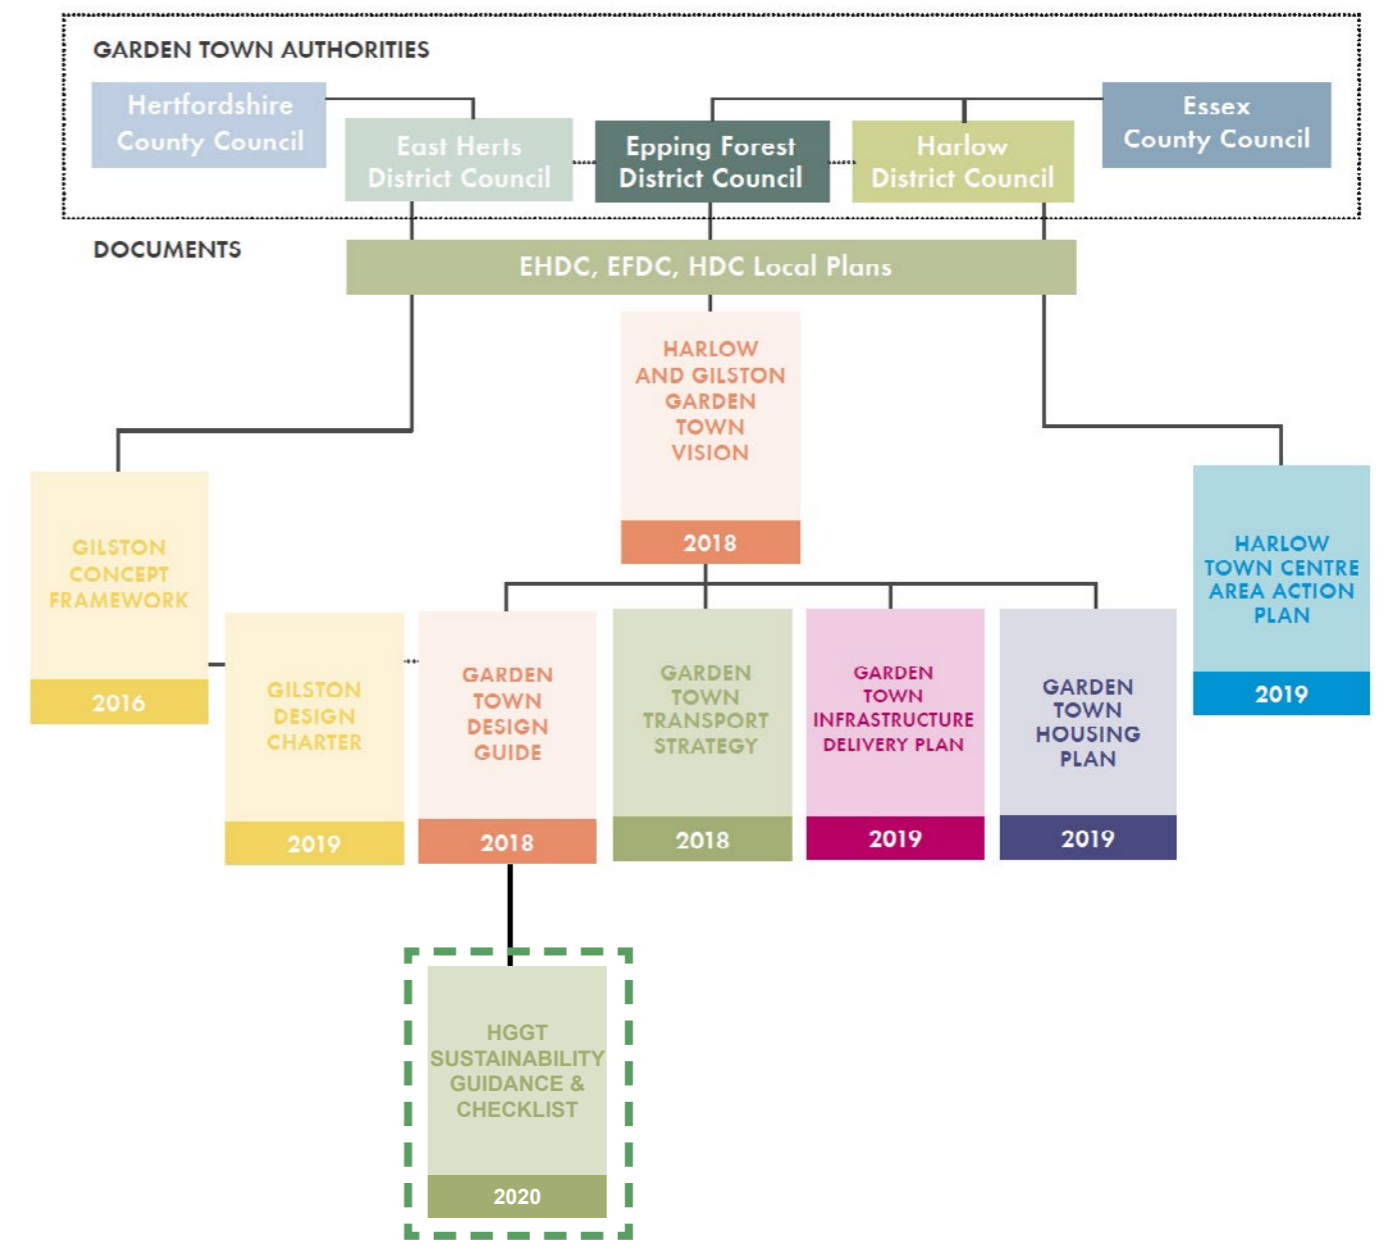 GARDEN TOWN AUTHORITIES
Hertfordshire
County Council
East Herts
District Council
Epping Forest
District Council
Harlow
District Council
Essex
County Council
DOCUMENTS
EHDC, EFDC, HDC Local Plans
HARLOW
AND GILSTON
GARDEN
TOWN
VISION
2018
GILSTON
CONCEPT
FRAMEWORK
2016
GILSTON
DESIGN
CHARTER
2019
GARDEN
TOWN
DESIGN
GUIDE
2018
GARDEN
TOWN
TRANSPORT
STRATEGY
2018
GARDEN
TOWN
INFRASTRUCTURE
DELIVERY PLAN
2019
GARDEN
TOWN
HOUSING
PLAN
2019
HARLOW
TOWN CENTRE
AREA ACTION
PLAN
2019
HGGT
SUSTAINABILITY
GUIDANCE &
CHECKLIST
2020